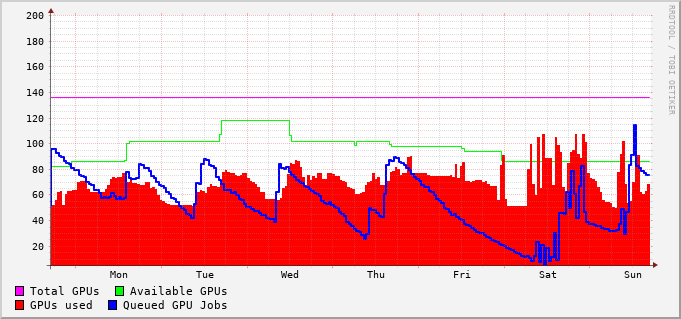 200
180
160
140
120
100
80
60
40
20
Mon Tue Wed Thu Fri Sat Sun
Total GPUs Available GPUs
GPUs used Queued GPU Jobs
RRDTOOL / TOBI OETIKER